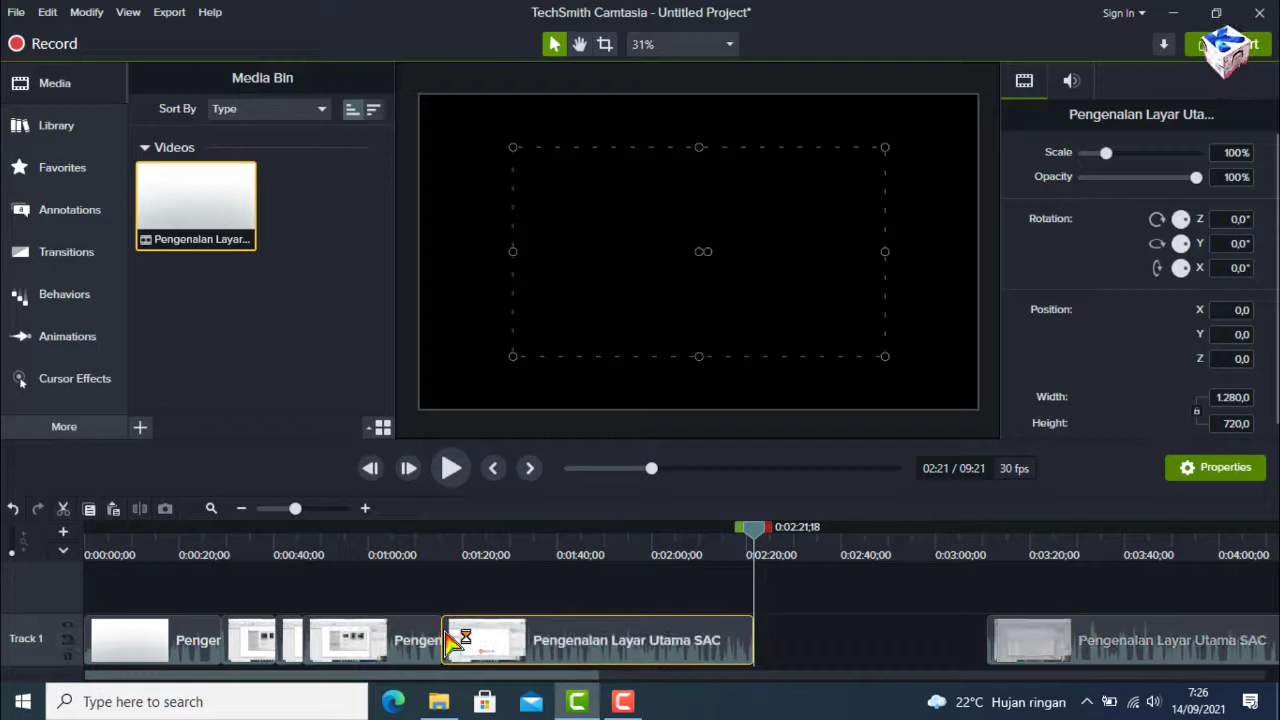 File Edit Modify View Export Help
TechSmith Camtasia - Untitled Project*
Sign In
Record
31%
Media
Media Bin
Pengenalan Layar Uta...
Sort By Type
Library
Videos
Scale 100%
Favorites
Opacity 100%
Annotations
Rotation: Z 0,0°
Pengenalan Layar...
Y 0,0°
Transitions
X 0,0°
Behaviors
Position: X 0,0
Animations
Y 0,0
Z 0,0
Cursor Effects
Width: 1.280,0
More
Height: 720,0
02:21 / 09:21 30 fps
Properties
0:02:21;18
0:00:00;00 0:00:20;00 0:00:40;00 0:01:00;00 0:01:20;00 0:01:40;00 0:02:00;00 0:02:20;00 0:02:40;00 0:03:00;00 0:03:20;00 0:03:40;00 0:04:00;00
Track 1
Penger
Pengen
Pengenalan Layar Utama SAC
Pengenalan Layar Utama SAC
Type here to search
22°C Hujan ringan
7:26
14/09/2021